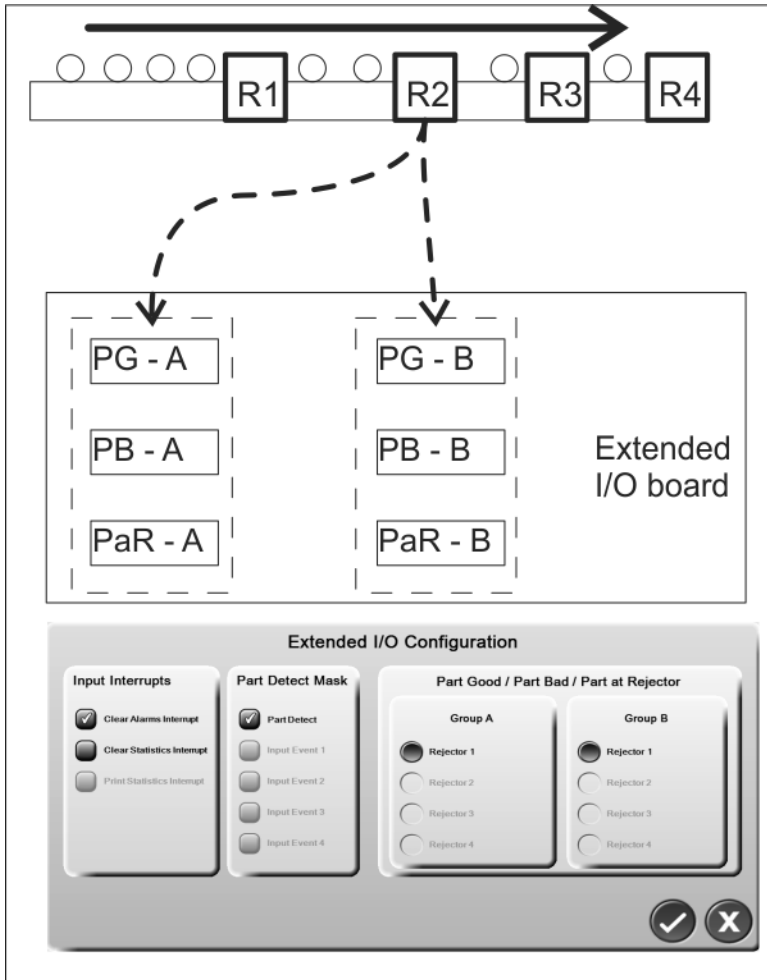 R1 R2 R3 R4
PG - A PG - B
PB - A PB - B
Extended
I/O board
PaR - A PaR - B
Extended I/O Configuration
Input Interrupts
Clear Alarms Interrupt
Clear Statistics Interrupt
Print Statistics Interrupt
Part Detect Mask
Part Detect
Input Event 1
Input Event 2
Input Event 3
Input Event 4
Part Good / Part Bad / Part at Rejector
Group A
Rejector 1
Rejector 2
Rejector 3
Rejector 4
Group B
Rejector 1
Rejector 2
Rejector 3
Rejector 4